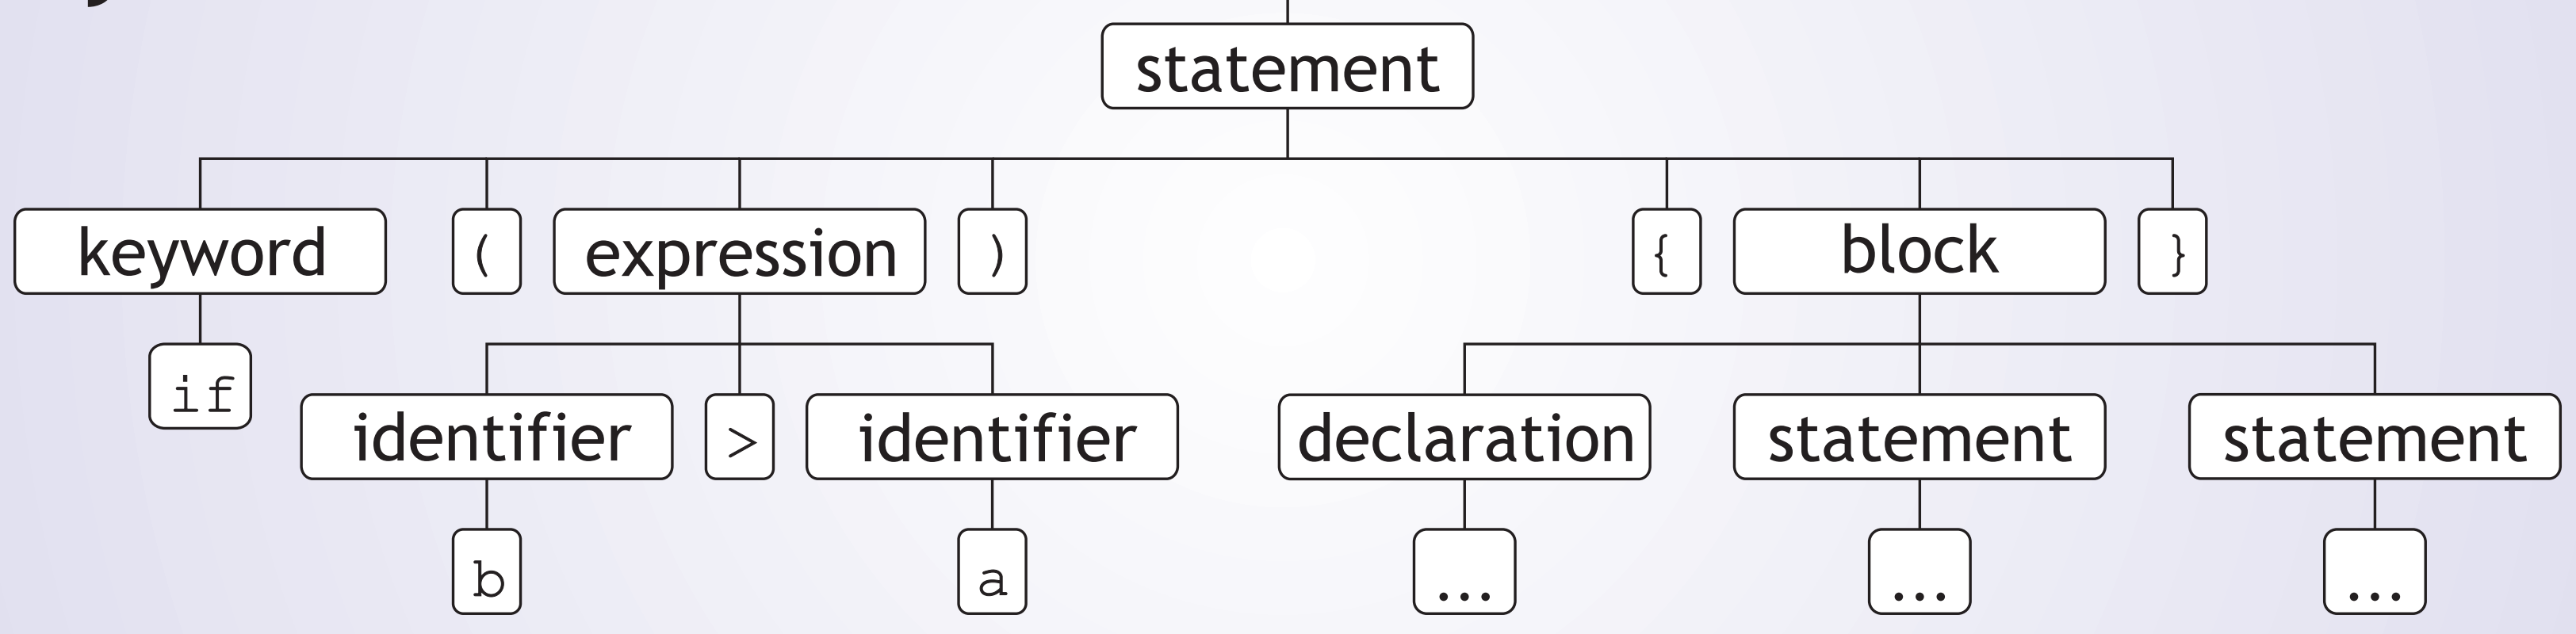 statement
keyword ( expression ) { block }
if
identifier > identifier declaration statement statement
b a ... ... ...